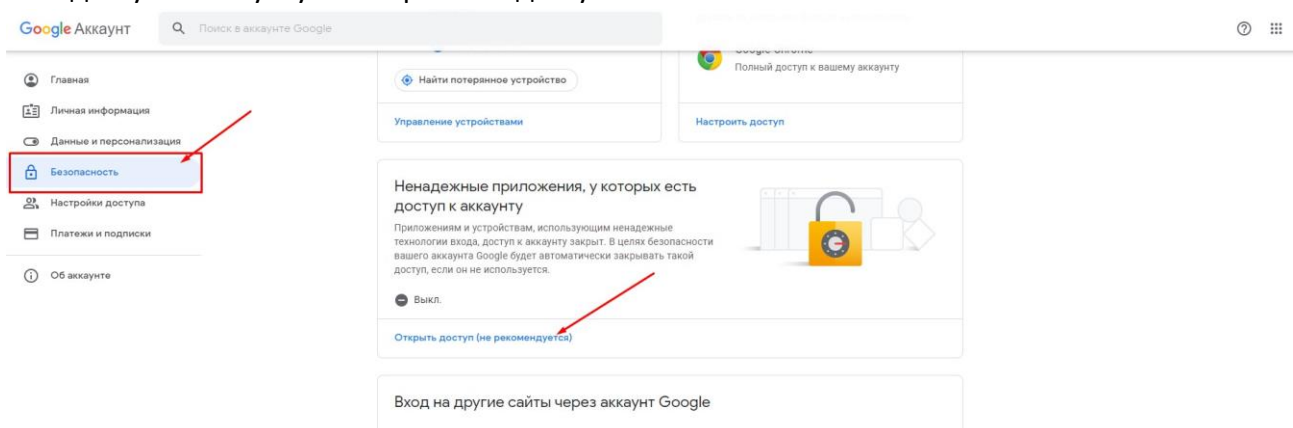 Google Аккаунт
Поиск в аккаунте Google
Главная
Личная информация
Данные и персонализация
Безопасность
Настройки доступа
Платежи и подписки
Об аккаунте
Найти потерянное устройство
Управление устройствами
Google Chrome
Полный доступ к вашему аккаунту
Настроить доступ
Ненадежные приложения, у которых есть
доступ к аккаунту
Приложениям и устройствам, использующим ненадежные
технологии входа, доступ к аккаунту закрыт. В целях безопасности
вашего аккаунта Google будет автоматически закрывать такой
доступ, если он не используется.
Выкл.
Открыть доступ (не рекомендуется)
Вход на другие сайты через аккаунт Google